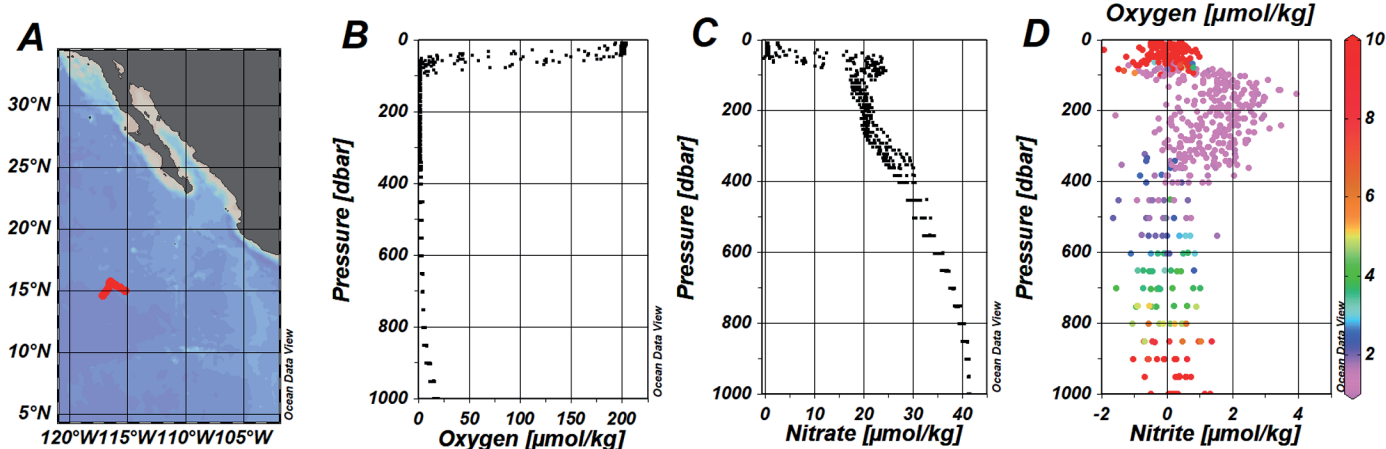 A
30°N
25°N
20°N
15°N
10°N
5°N
120°W 115°W 110°W 105°W
Ocean Data View
B
0
200
400
600
800
1000
Pressure [dbar]
0 50 100 150 200
Oxygen [µmol/kg]
Ocean Data View
C
0
200
400
600
800
1000
Pressure [dbar]
0 10 20 30 40
Nitrate [µmol/kg]
Ocean Data View
Oxygen [µmol/kg]
D
0
200
400
600
800
1000
Pressure [dbar]
-2 0 2 4
Nitrite [µmol/kg]
Ocean Data View
10
8
6
4
2